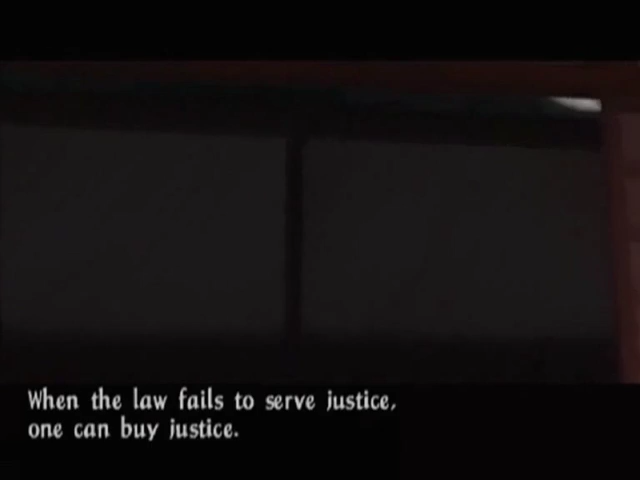 When the law fails to serve justice,
one can buy justice.